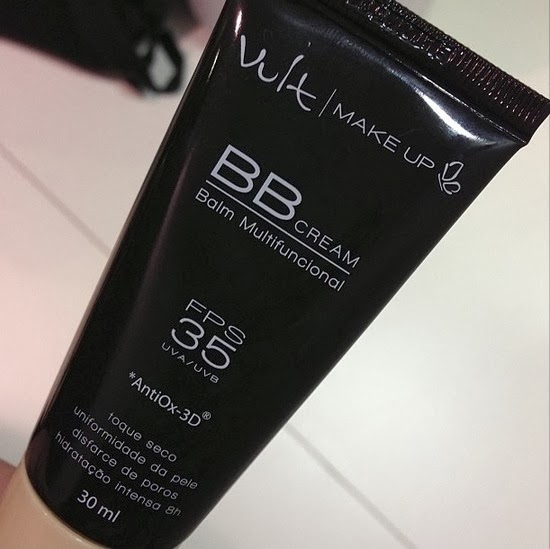 Vult | MAKE UP
BB CREAM
Balm Multifuncional
FPS
35
UVA/UVB
*AntiOx-3D®
toque seco
uniformidade da pele
disfarce de poros
hidratação intensa 8h
30 ml